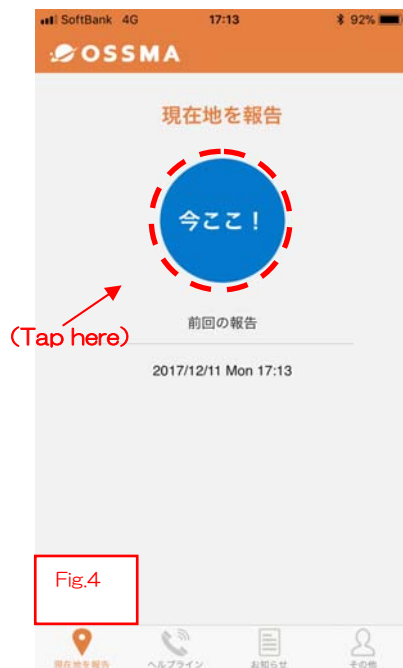 SoftBank 4G 17:13 92%
OSSMA
現在地を報告
今ここ！
(Tap here)
前回の報告
2017/12/11 Mon 17:13
Fig.4
現在地を報告 ヘルプライン お知らせ その他